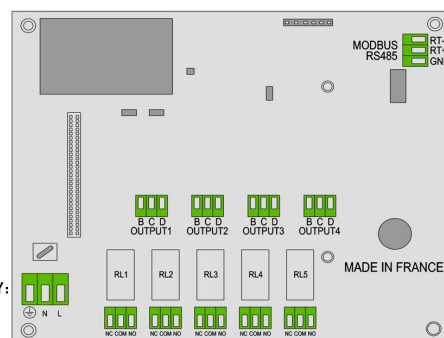 MODBUS RT-
RS485 RT+
GN
B C D B C D B C D B C D
OUTPUT1 OUTPUT2 OUTPUT3 OUTPUT4
MADE IN FRANCE
RL1 RL2 RL3 RL4 RL5
Y:
N L
NC COM NO NC COM NO NC COM NO NC COM NO NC COM NO